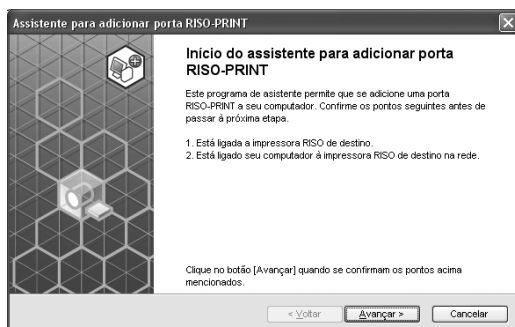 Assistente para adicionar porta RISO-PRINT
Início do assistente para adicionar porta
RISO-PRINT
Este programa de asistente permite que se adicione uma porta
RISO-PRINT a seu computador. Confirme os pontos seguintes antes de
passar à próxima etapa.
1. Está ligada a impressora RISO de destino.
2. Está ligado seu computador à impressora RISO de destino na rede.
Clique no botão [Avançar] quando se confirmam os pontos acima
mencionados.
< Voltar
Avançar >
Cancelar